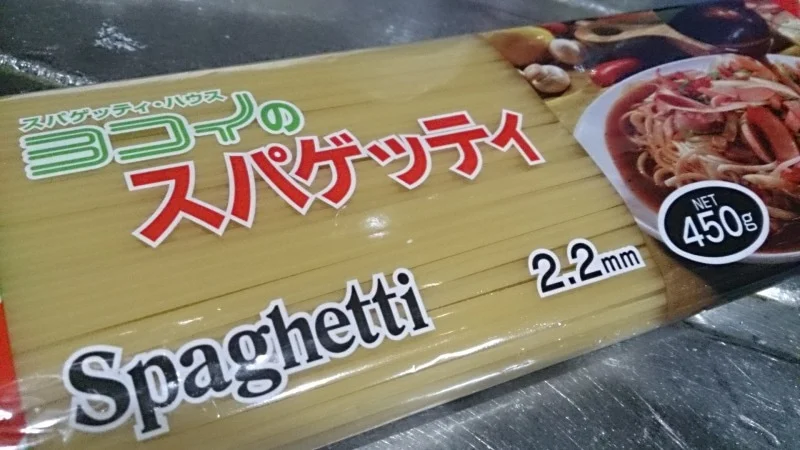 スパゲッティ・ハウス
ヨコイの
スパゲッティ
NET
450g
2.2mm
Spaghetti